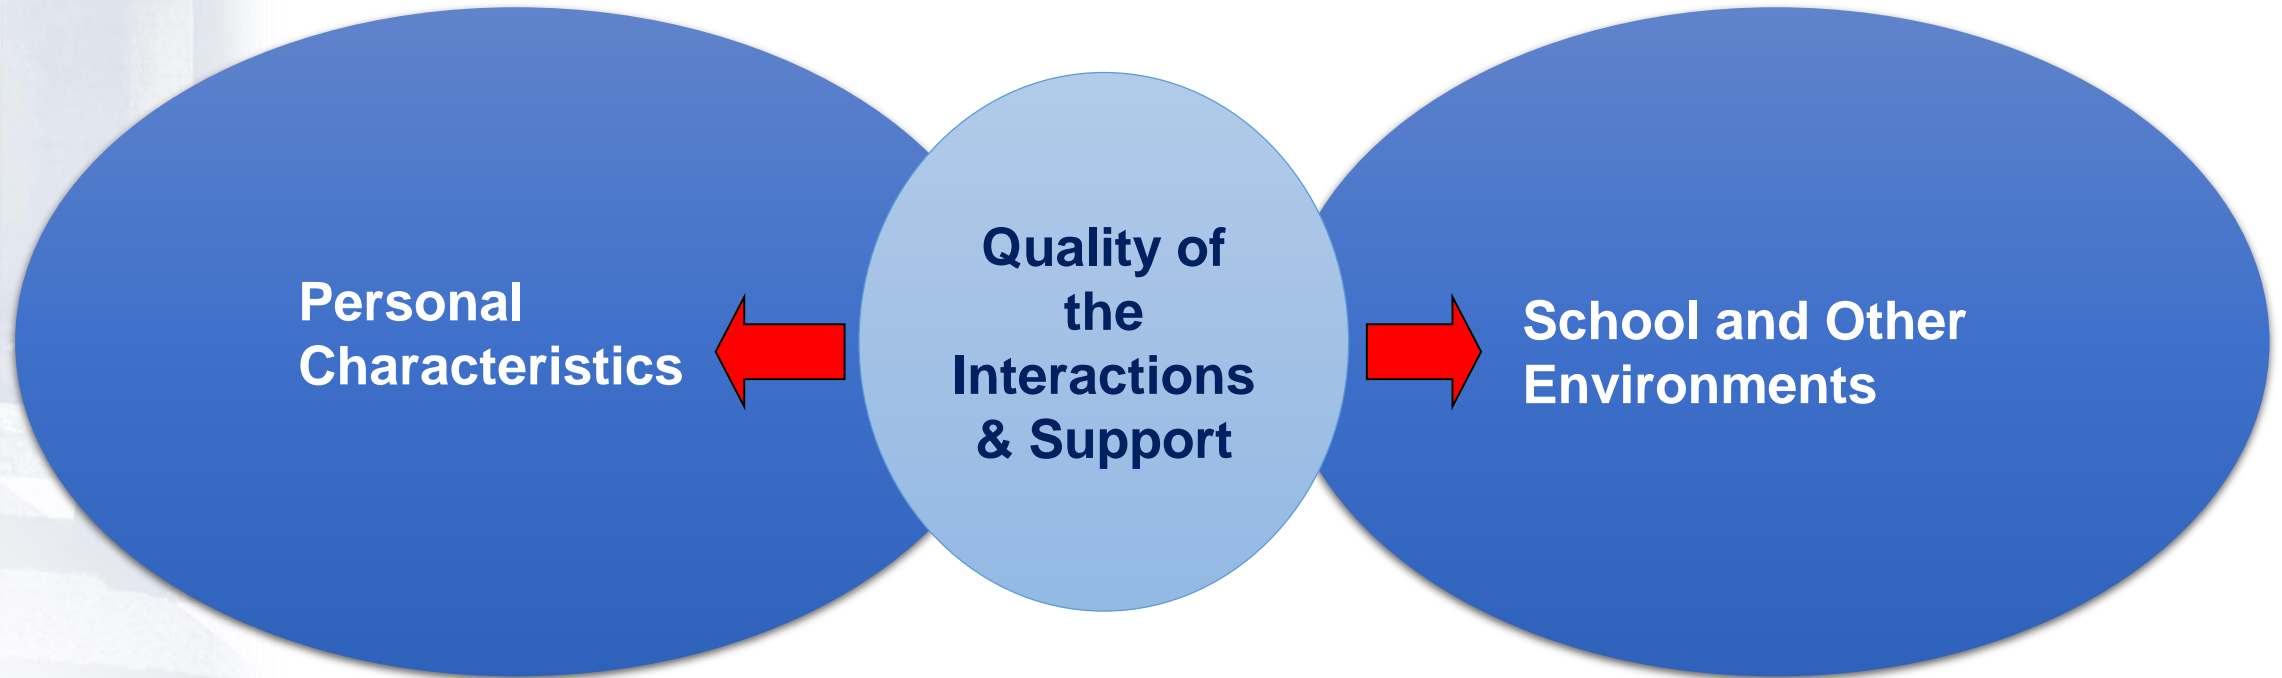 Personal
Characteristics
Quality of
the
Interactions
& Support
School and Other
Environments